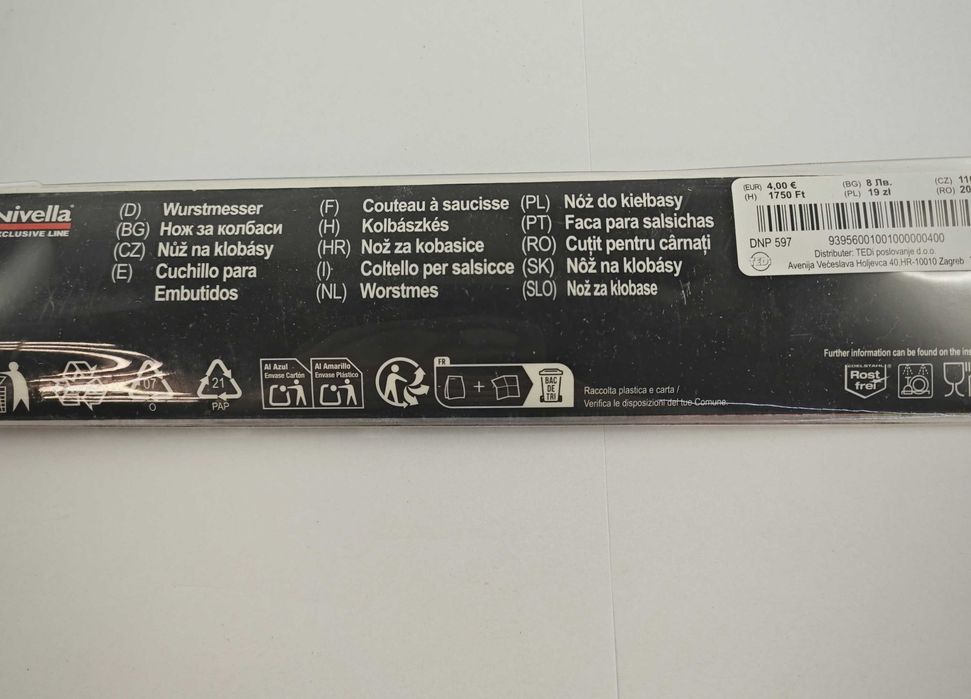 Nivella
EXCLUSIVE LINE
(D) Wurstmesser
(BG) Нож за колбаси
(CZ) Nůž na klobásy
(E) Cuchillo para
Embutidos
(F) Couteau à saucisse
(H) Kolbászkés
(HR) Nož za kobasice
(I) Coltello per salsicce
(NL) Worstmes
(PL) Nóż do kiełbasy
(PT) Faca para salsichas
(RO) Cuțit pentru cârnați
(SK) Nôž na klobásy
(SLO) Nož za kłobase
(EUR) 4,00 € (BG) 8 Лв. (CZ)
(H) 1750 Ft (PL) 19 zł (RO)
DNP 597 93956001001000000400
Distributer: TEDi poslovanje d.o.o.
Avenija Većeslava Holjevca 40,HR-10010 Zagreb
Further information can be found on the
07
O
21
PAP
Al Azul
Envase Cartón
Al Amarillo
Envase Plástico
FR
+
BAC
DE
TRI
Raccolta plastica e carta /
Verifica le disposizioni del tuo Comune.
EDELSTAHL
Rost
frei